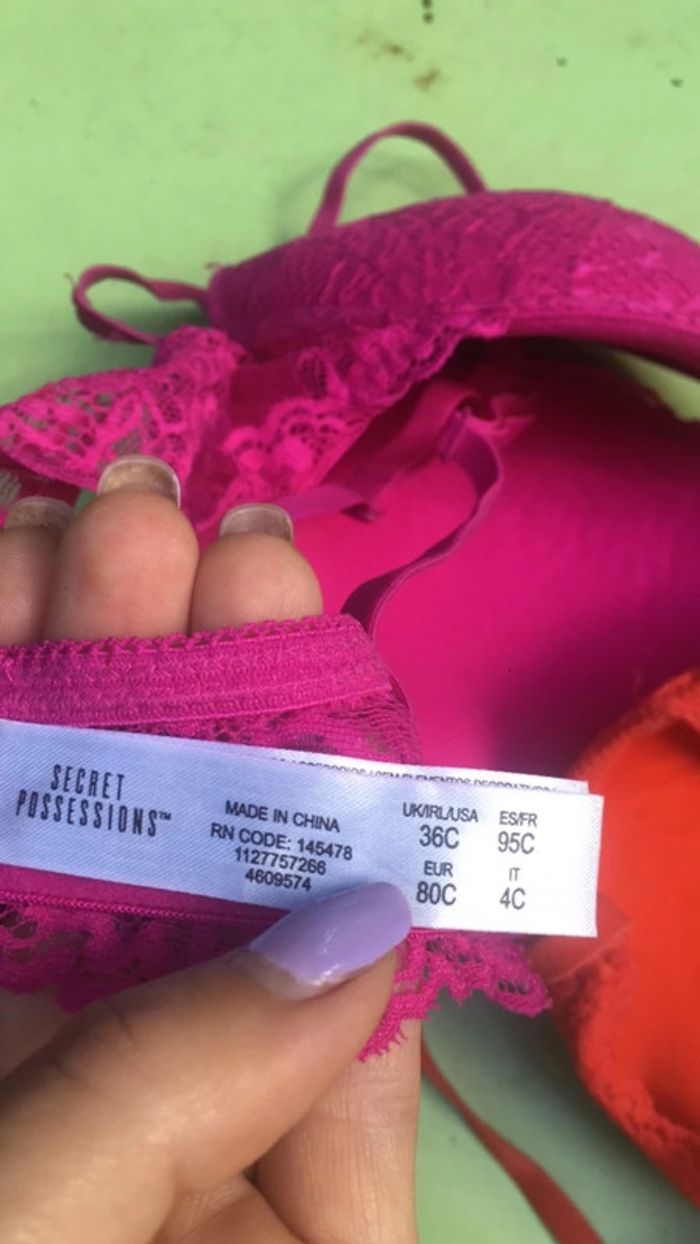 SECRET
POSSESSIONS™
MADE IN CHINA
RN CODE: 145478
1127757266
4609574
UK/IRL/USA ES/FR
36C 95C
EUR IT
80C 4C